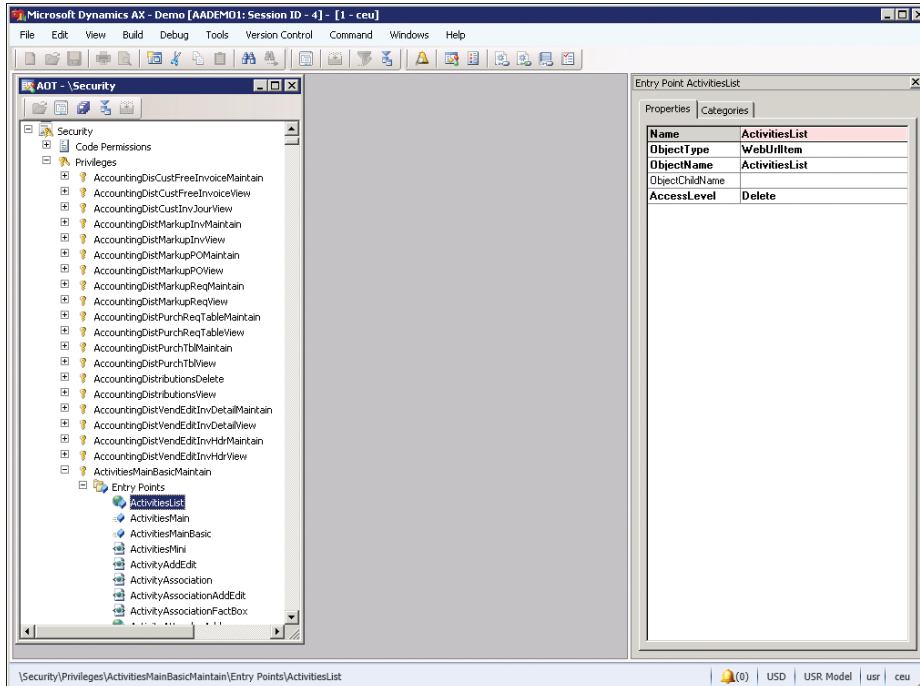 Microsoft Dynamics AX - Demo [AADEMO1: Session ID - 4] - [1 - ceu]
File Edit View Build Debug Tools Version Control Command Windows Help
AOT - \Security
Security
Code Permissions
Privileges
AccountingDisCustFreeInvoiceMaintain
AccountingDistCustFreeInvoiceView
AccountingDistCustInvJourView
AccountingDistMarkupInvMaintain
AccountingDistMarkupInvView
AccountingDistMarkupPOMaintain
AccountingDistMarkupPOView
AccountingDistMarkupReqMaintain
AccountingDistMarkupReqView
AccountingDistPurchReqTableMaintain
AccountingDistPurchReqTableView
AccountingDistPurchTblMaintain
AccountingDistPurchTblView
AccountingDistributionsDelete
AccountingDistributionsView
AccountingDistVendEditInvDetailMaintain
AccountingDistVendEditInvDetailView
AccountingDistVendEditInvHdrMaintain
AccountingDistVendEditInvHdrView
ActivitiesMainBasicMaintain
Entry Points
ActivitiesList
ActivitiesMain
ActivitiesMainBasic
ActivitiesMini
ActivityAddEdit
ActivityAssociation
ActivityAssociationAddEdit
ActivityAssociationFactBox
Entry Point ActivitiesList
Properties Categories
Name ActivitiesList
ObjectType WebUrlItem
ObjectName ActivitiesList
ObjectChildName
AccessLevel Delete
\Security\Privileges\ActivitiesMainBasicMaintain\Entry Points\ActivitiesList (0) USD USR Model usr ceu